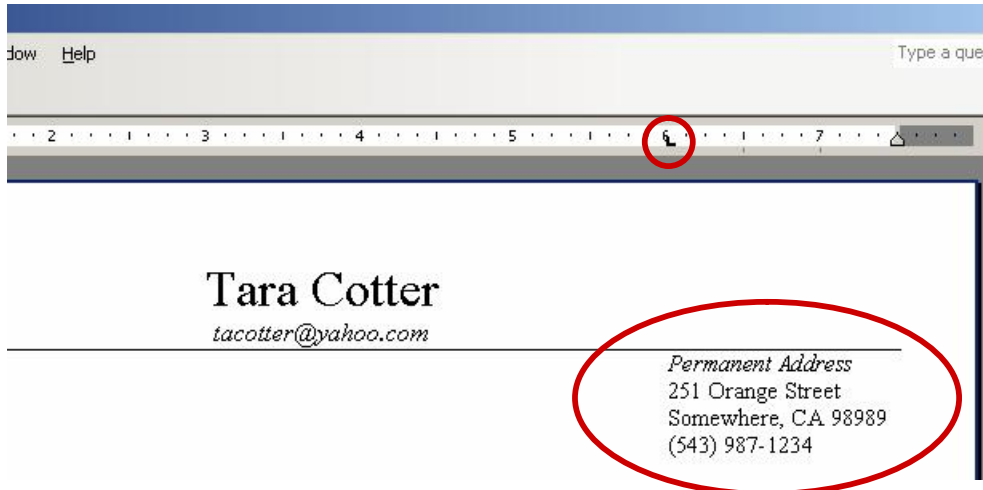 dow Help Type a que
2 3 4 5 6 7
Tara Cotter
tacotter@yahoo.com
Permanent Address
251 Orange Street
Somewhere, CA 98989
(543) 987-1234